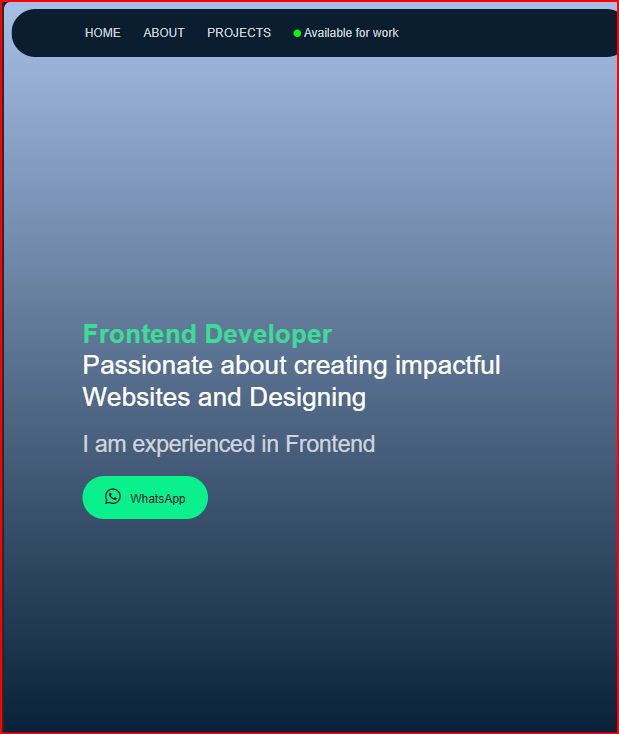 HOME ABOUT PROJECTS Available for work
Frontend Developer
Passionate about creating impactful
Websites and Designing
I am experienced in Frontend
WhatsApp